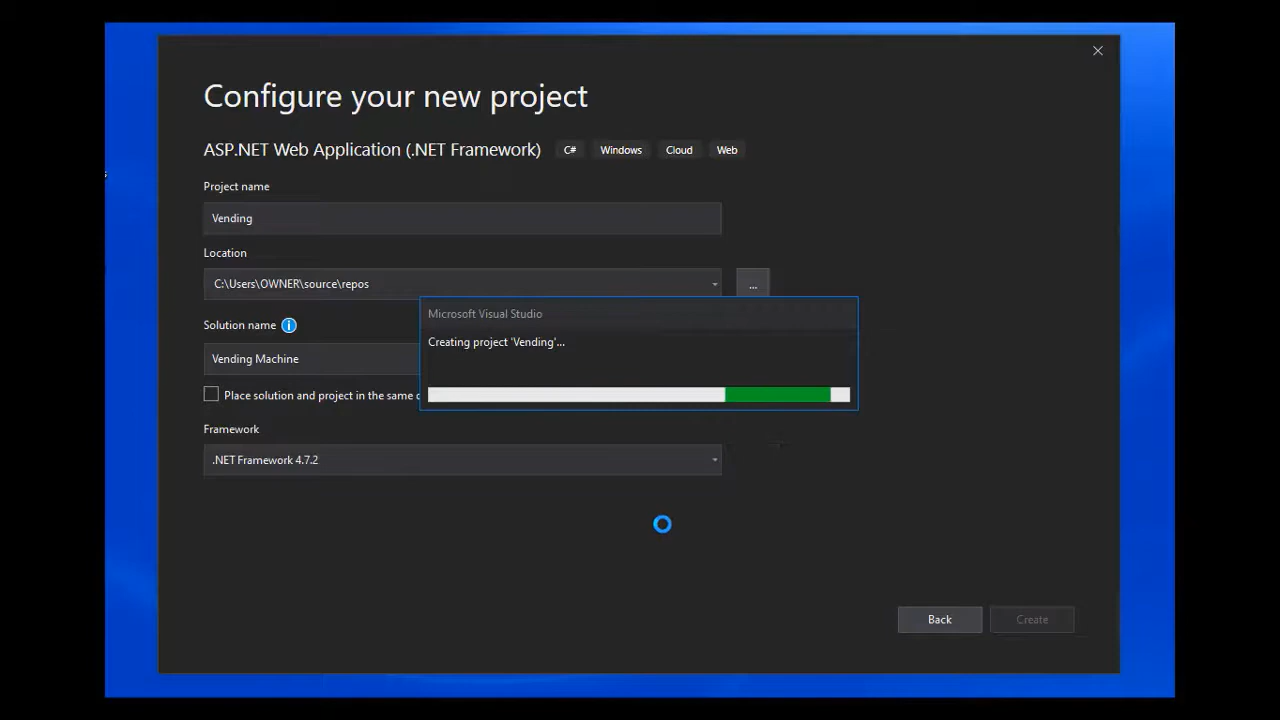 Configure your new project
ASP.NET Web Application (.NET Framework) C# Windows Cloud Web
Project name
Vending
Location
C:\Users\OWNER\source\repos
...
Solution name
Vending Machine
Place solution and project in the same
Microsoft Visual Studio
Creating project 'Vending'...
Framework
.NET Framework 4.7.2
Back
Create